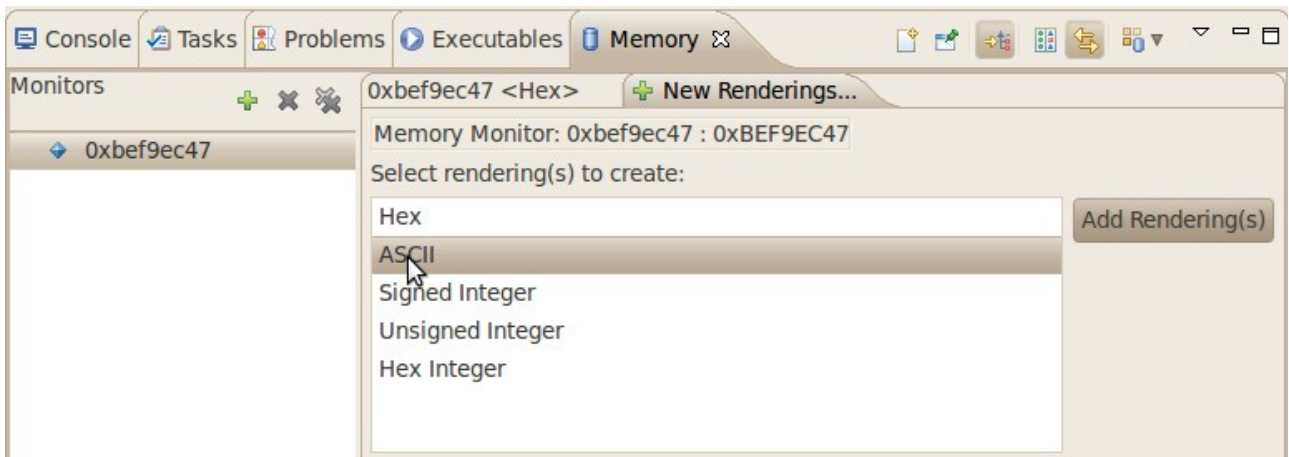 Console Tasks Problems Executables Memory
Monitors
0xbef9ec47
0xbef9ec47 <Hex> New Renderings...
Memory Monitor: 0xbef9ec47 : 0xBEF9EC47
Select rendering(s) to create:
Hex
ASCII
Signed Integer
Unsigned Integer
Hex Integer
Add Rendering(s)